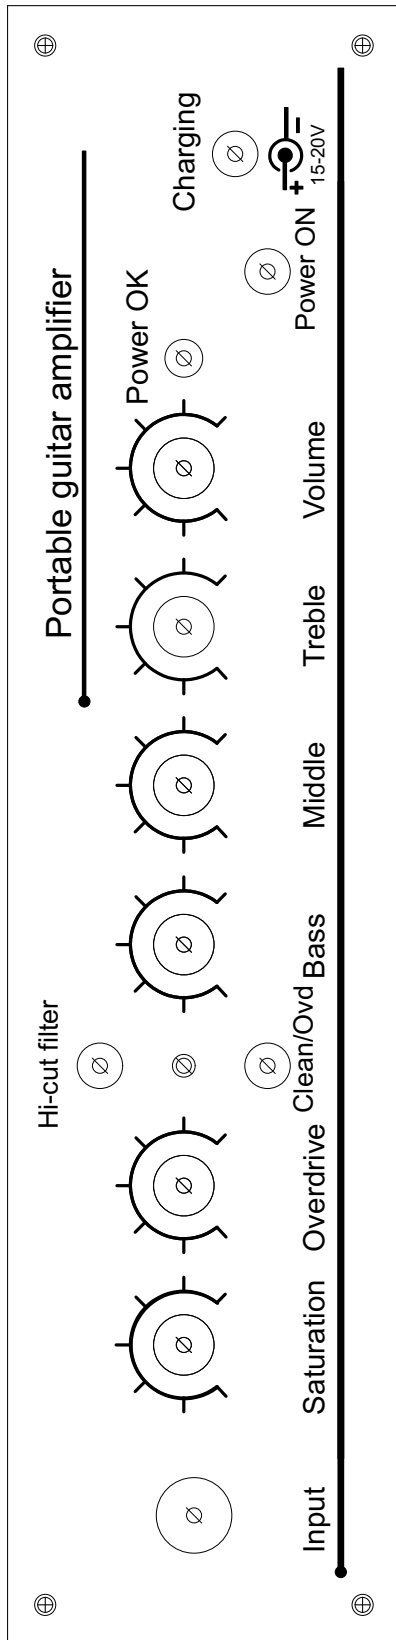 Portable guitar amplifier
Hi-cut filter
Power OK
Charging
+
−
15-20V
Input
Saturation
Overdrive
Clean/Ovd
Bass
Middle
Treble
Volume
Power ON